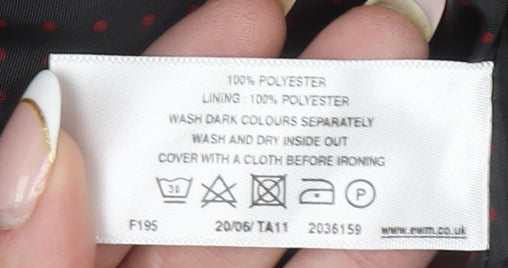 100% POLYESTER
LINING : 100% POLYESTER
WASH DARK COLOURS SEPARATELY
WASH AND DRY INSIDE OUT
COVER WITH A CLOTH BEFORE IRONING
30 P
F195 20/06/ TA11 2036159 www.ewm.co.uk